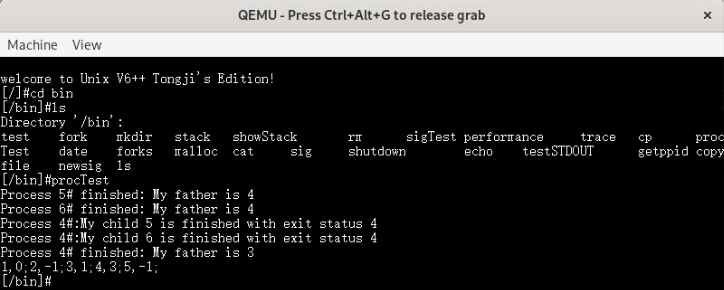 QEMU - Press Ctrl+Alt+G to release grab
×
Machine View
welcome to Unix V6++ Tongji's Edition!
[/]#cd bin
[/bin]#ls
Directory '/bin':
test fork mkdir stack showStack rm sigTest performance trace cp proc
Test date forks malloc cat sig shutdown echo testSTDOUT getppid copy
file newsig ls
[/bin]#procTest
Process 5# finished: My father is 4
Process 6# finished: My father is 4
Process 4#:My child 5 is finished with exit status 4
Process 4#:My child 6 is finished with exit status 4
Process 4# finished: My father is 3
1,0;2,-1;3,1;4,3;5,-1;
[/bin]#